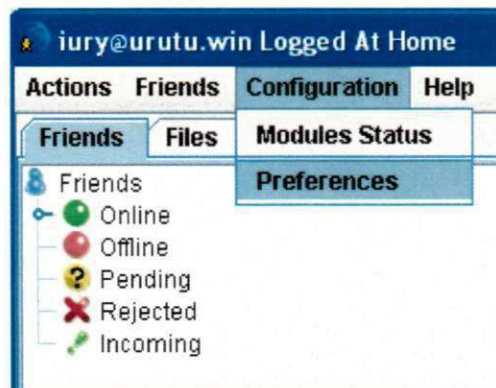 iury@urutu.win Logged At Home
Actions Friends Configuration Help
Friends Files Modules Status
Preferences
Friends
Online
Offline
Pending
Rejected
Incoming